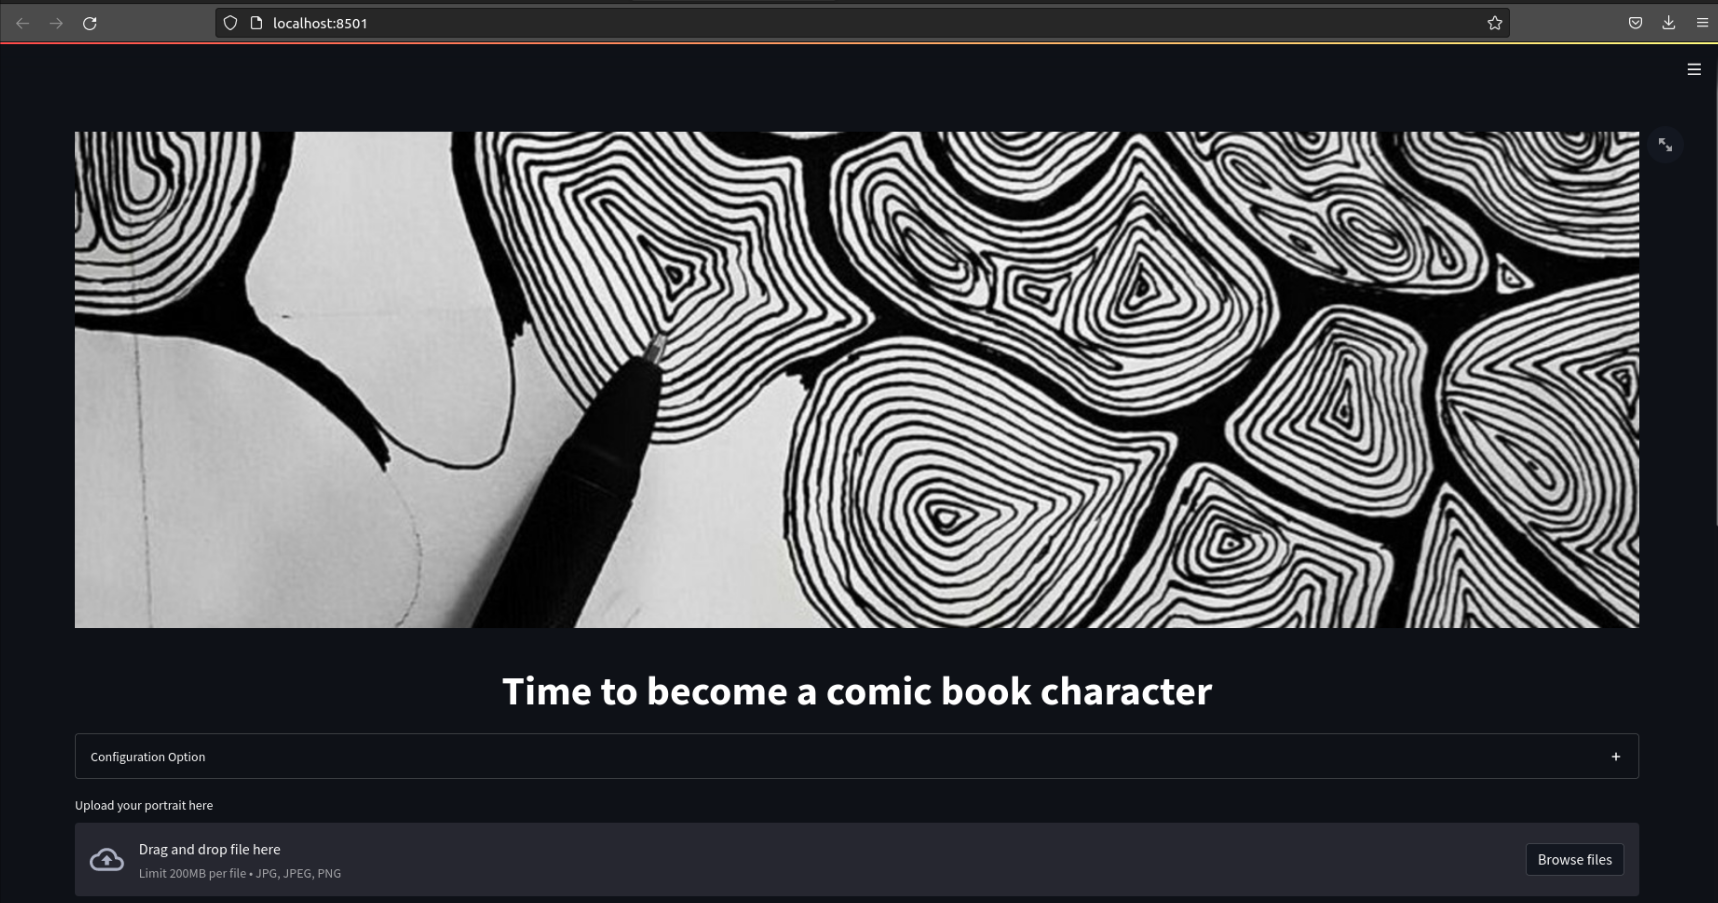 localhost:8501
Time to become a comic book character
Configuration Option
Upload your portrait here
Drag and drop file here
Limit 200MB per file • JPG, JPEG, PNG
Browse files